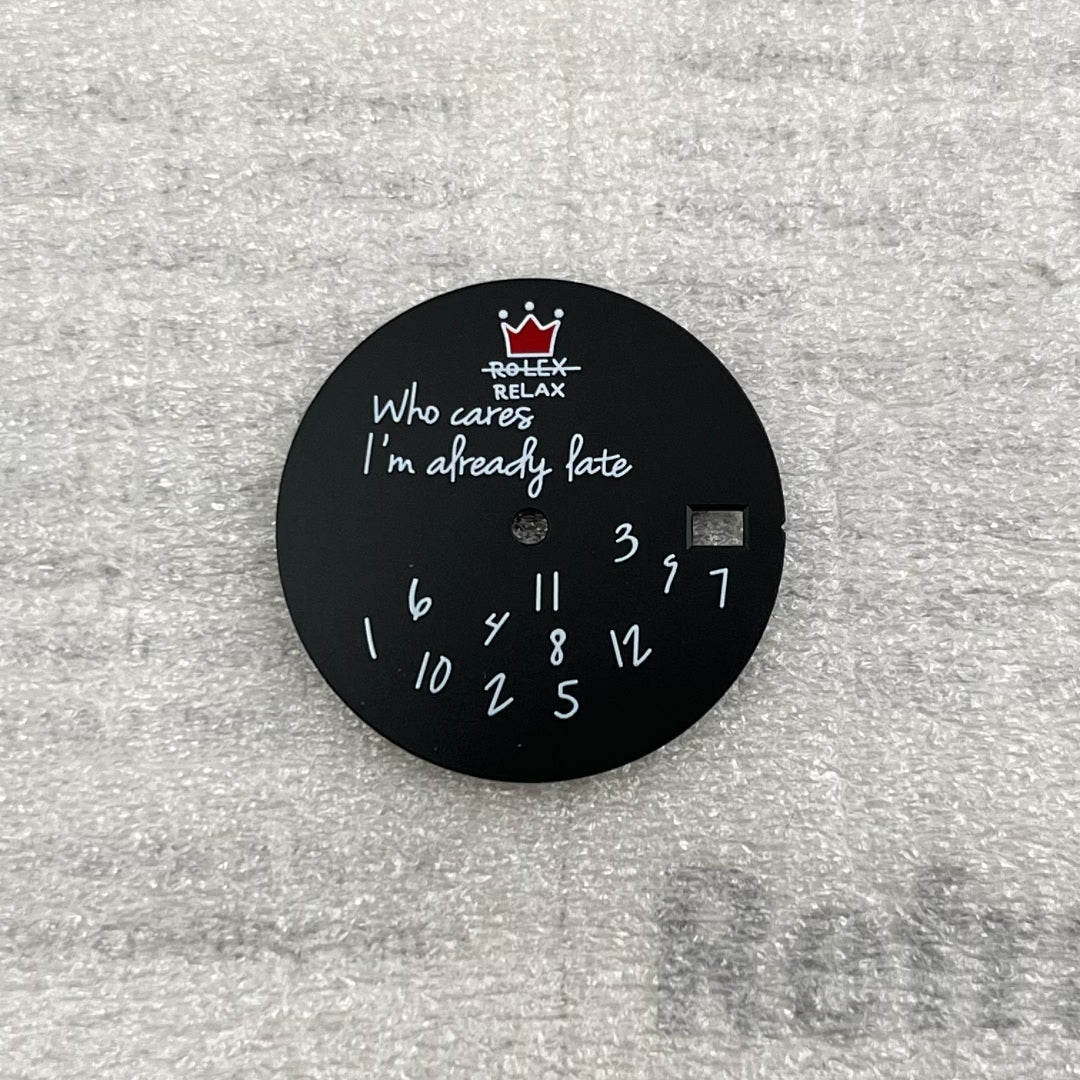 ROLEX
RELAX
Who cares
I'm already late
3
9 7
6 11
1 4 8 12
10 2 5